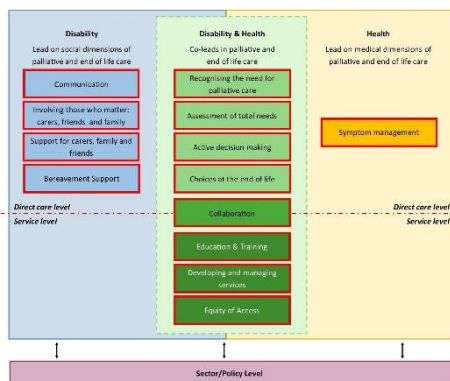 Disability
Lead on social dimensions of
palliative and end of life care
Communication
Involving those who matter:
carers, friends and family
Support for carers, family and
friends
Bereavement Support
Disability & Health
Co-leads in palliative and
end of life care
Recognising the need for
palliative care
Assessment of total needs
Active decision making
Choices at the end of life
Collaboration
Education & Training
Developing and managing
services
Equity of Access
Health
Lead on medical dimensions of
palliative and end of life care
Symptom management
Direct care level
Service level
Direct care level
Service level
Sector/Policy Level